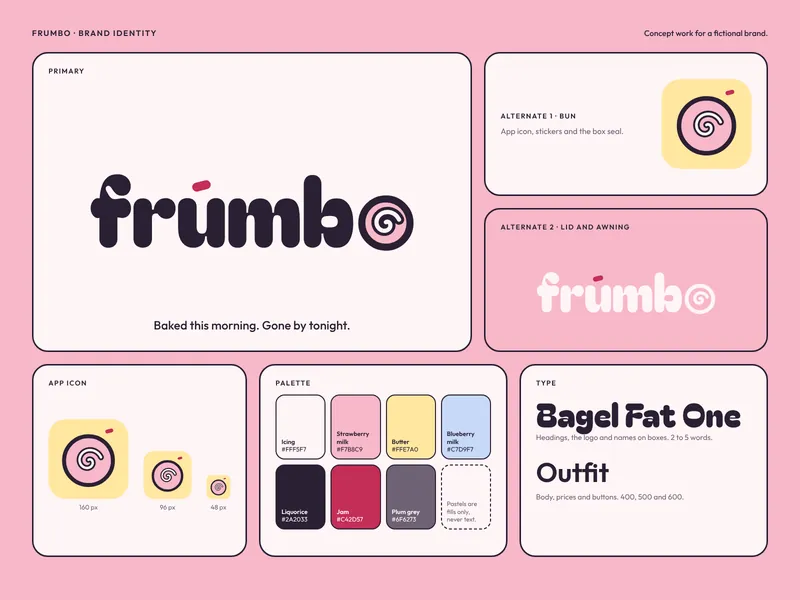 FRUMBO · BRAND IDENTITY
Concept work for a fictional brand.
PRIMARY
frúmbo
Baked this morning. Gone by tonight.
ALTERNATE 1 · BUN
App icon, stickers and the box seal.
ALTERNATE 2 · LID AND AWNING
frúmbo
APP ICON
160 px
96 px
48 px
PALETTE
Icing
#FFF5F7
Strawberry
milk
#F7B8C9
Butter
#FFE7A0
Blueberry
milk
#C7D9F7
Liquorice
#2A2033
Jam
#C42D57
Plum grey
#6F6273
Pastels are
fills only,
never text.
TYPE
Bagel Fat One
Headings, the logo and names on boxes. 2 to 5 words.
Outfit
Body, prices and buttons. 400, 500 and 600.